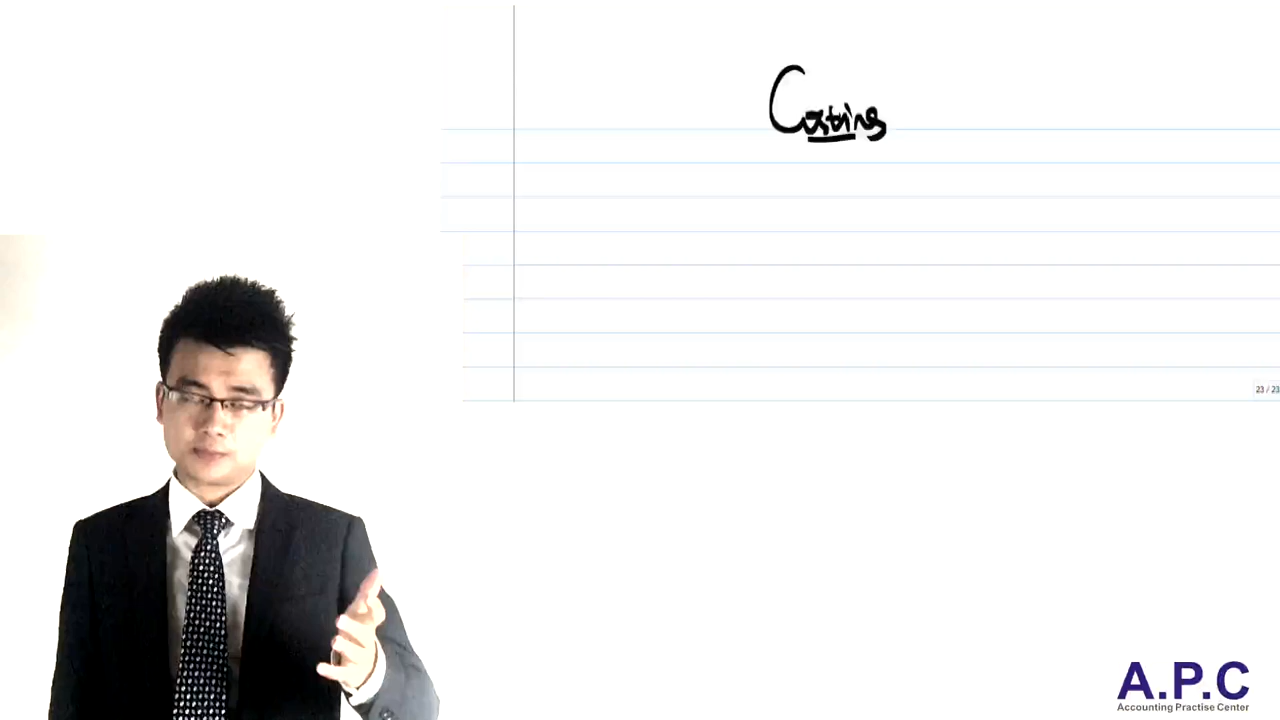 Costing
23 / 23
A.P.C
Accounting Practise Center